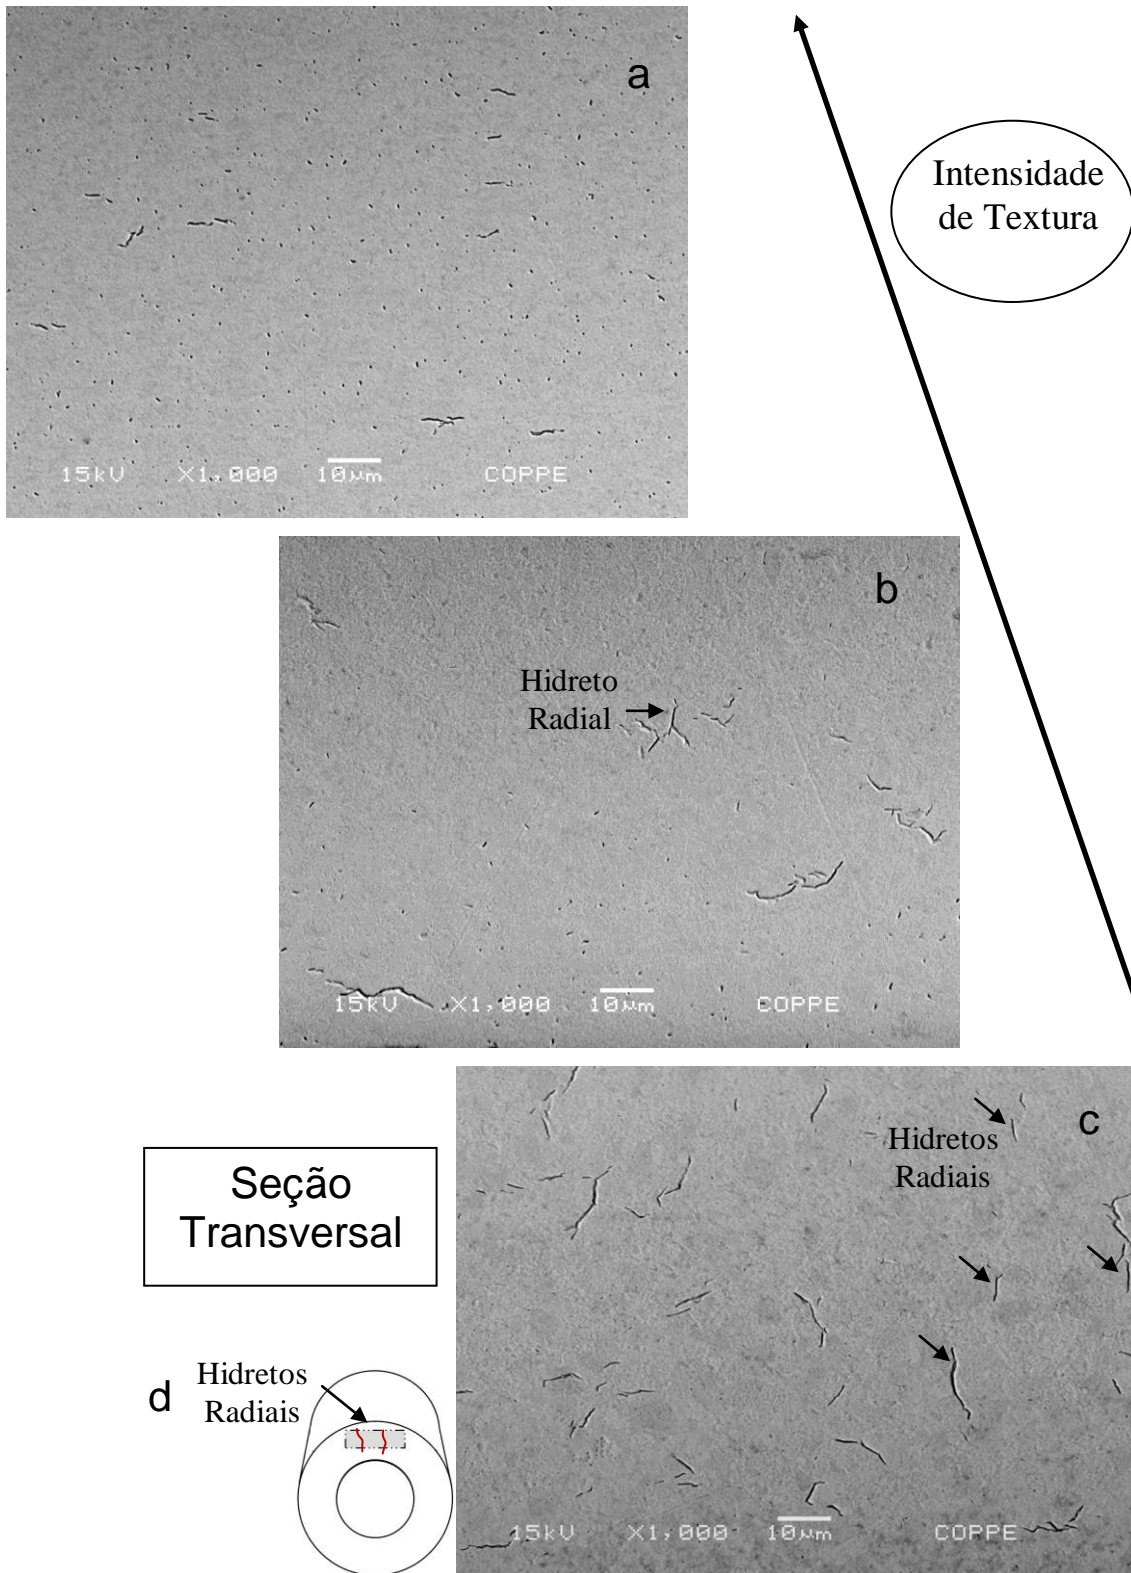 a
Intensidade
de Textura
15kV X1,000 10µm COPPE
b
Hidreto
Radial
15kV X1,000 10µm COPPE
c
Hidretos
Radiais
Seção
Transversal
d
Hidretos
Radiais
15kV X1,000 10µm COPPE